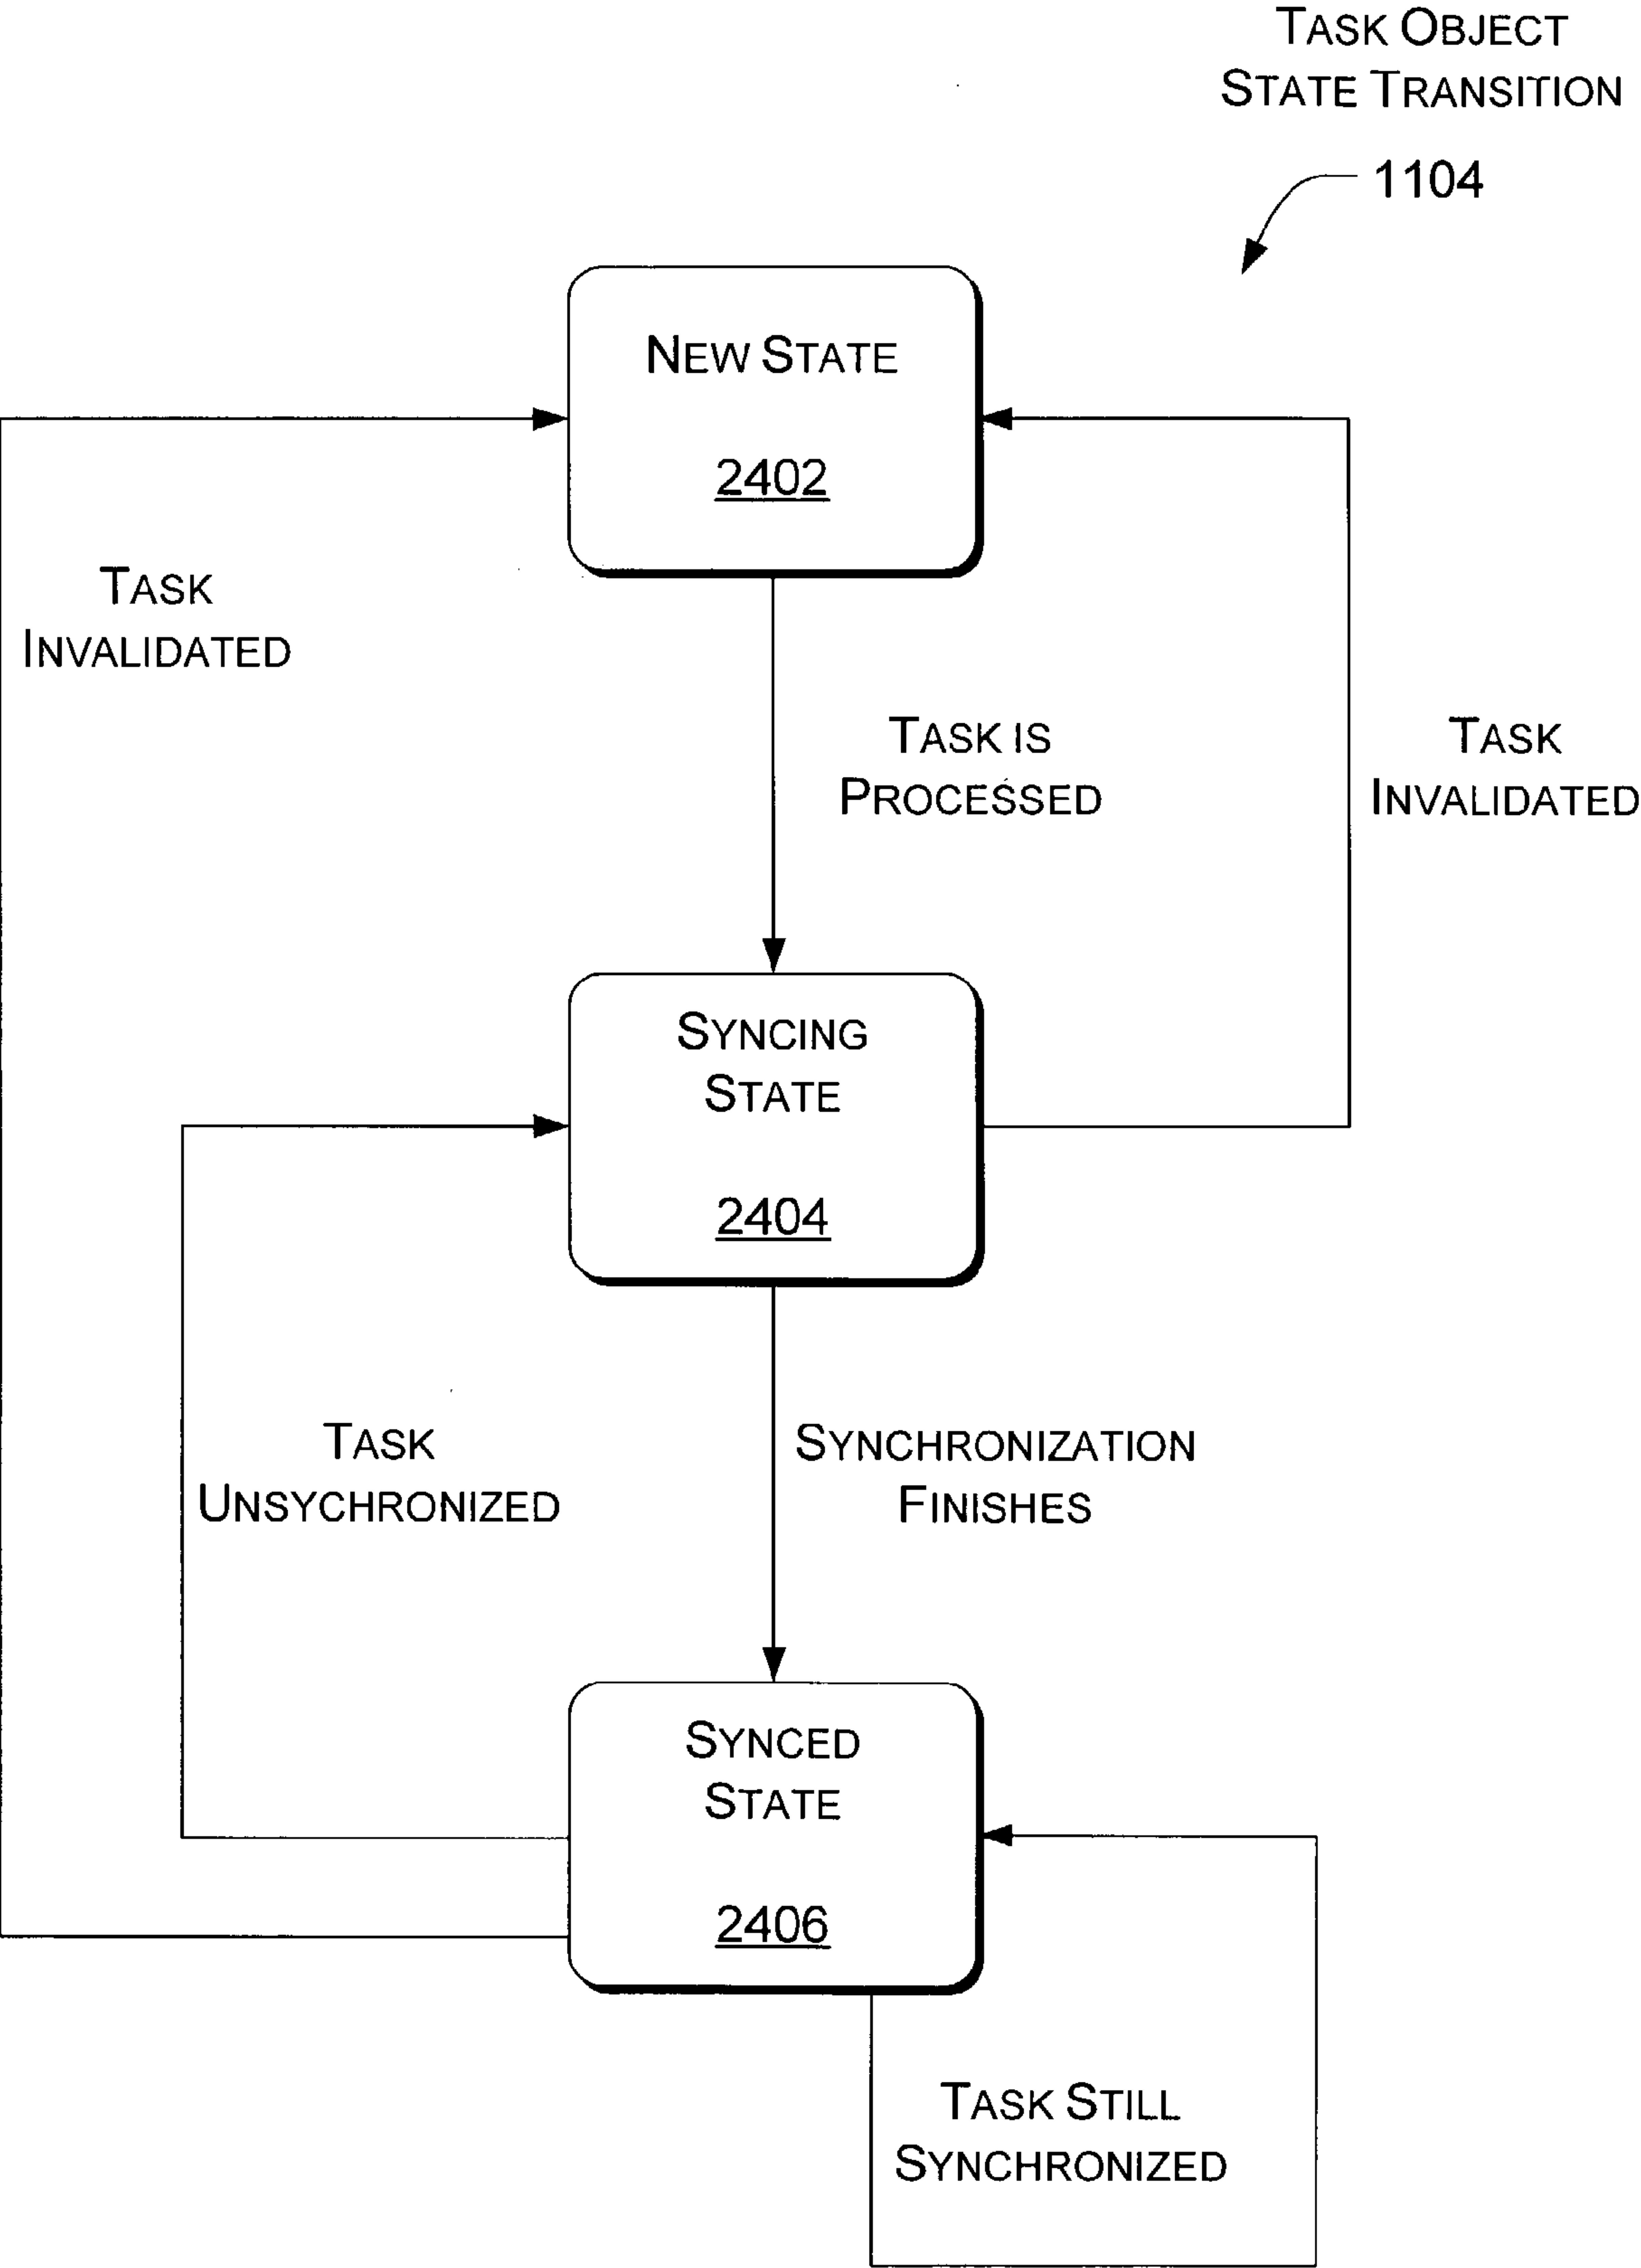 TASK OBJECT
STATE TRANSITION
1104
NEW STATE
2402
TASK
INVALIDATED
TASK IS
PROCESSED
TASK
INVALIDATED
SYNCING
STATE
2404
TASK
UNSYCHRONIZED
SYNCHRONIZATION
FINISHES
SYNCED
STATE
2406
TASK STILL
SYNCHRONIZED